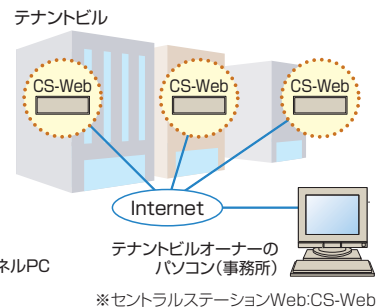 テナントビル
CS-Web
CS-Web
CS-Web
Internet
テナントビルオーナーの
パソコン(事務所)
ネルPC
※セントラルステーションWeb:CS-Web